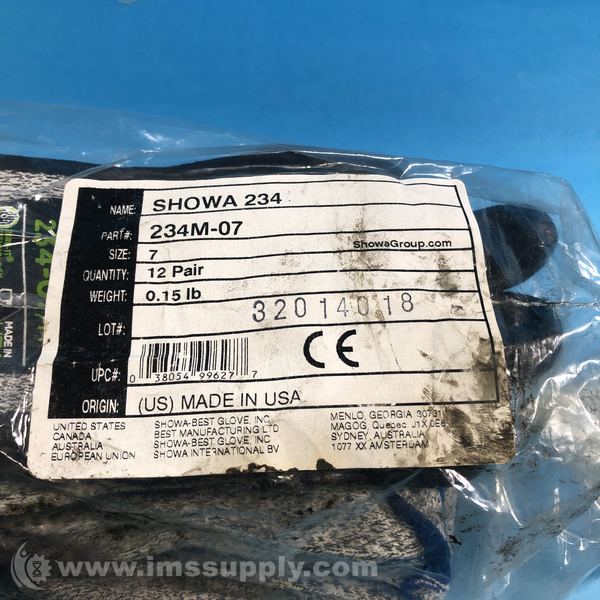 NAME: SHOWA 234
PART#: 234M-07
ShowaGroup.com
SIZE: 7
QUANTITY: 12 Pair
WEIGHT: 0.15 lb
LOT#: 32014018
CE
UPC#: 0 38054 99627 7
ORIGIN: (US) MADE IN USA
UNITED STATES SHOWA-BEST GLOVE, INC. MENLO, GEORGIA 30731
CANADA BEST MANUFACTURING LTD MAGOG, Quebec J1X 0E6
AUSTRALIA SHOWA-BEST GLOVE, INC. SYDNEY, AUSTRALIA
EUROPEAN UNION SHOWA INTERNATIONAL BV 1077 XX AMSTERDAM
MADE IN
www.imssupply.com